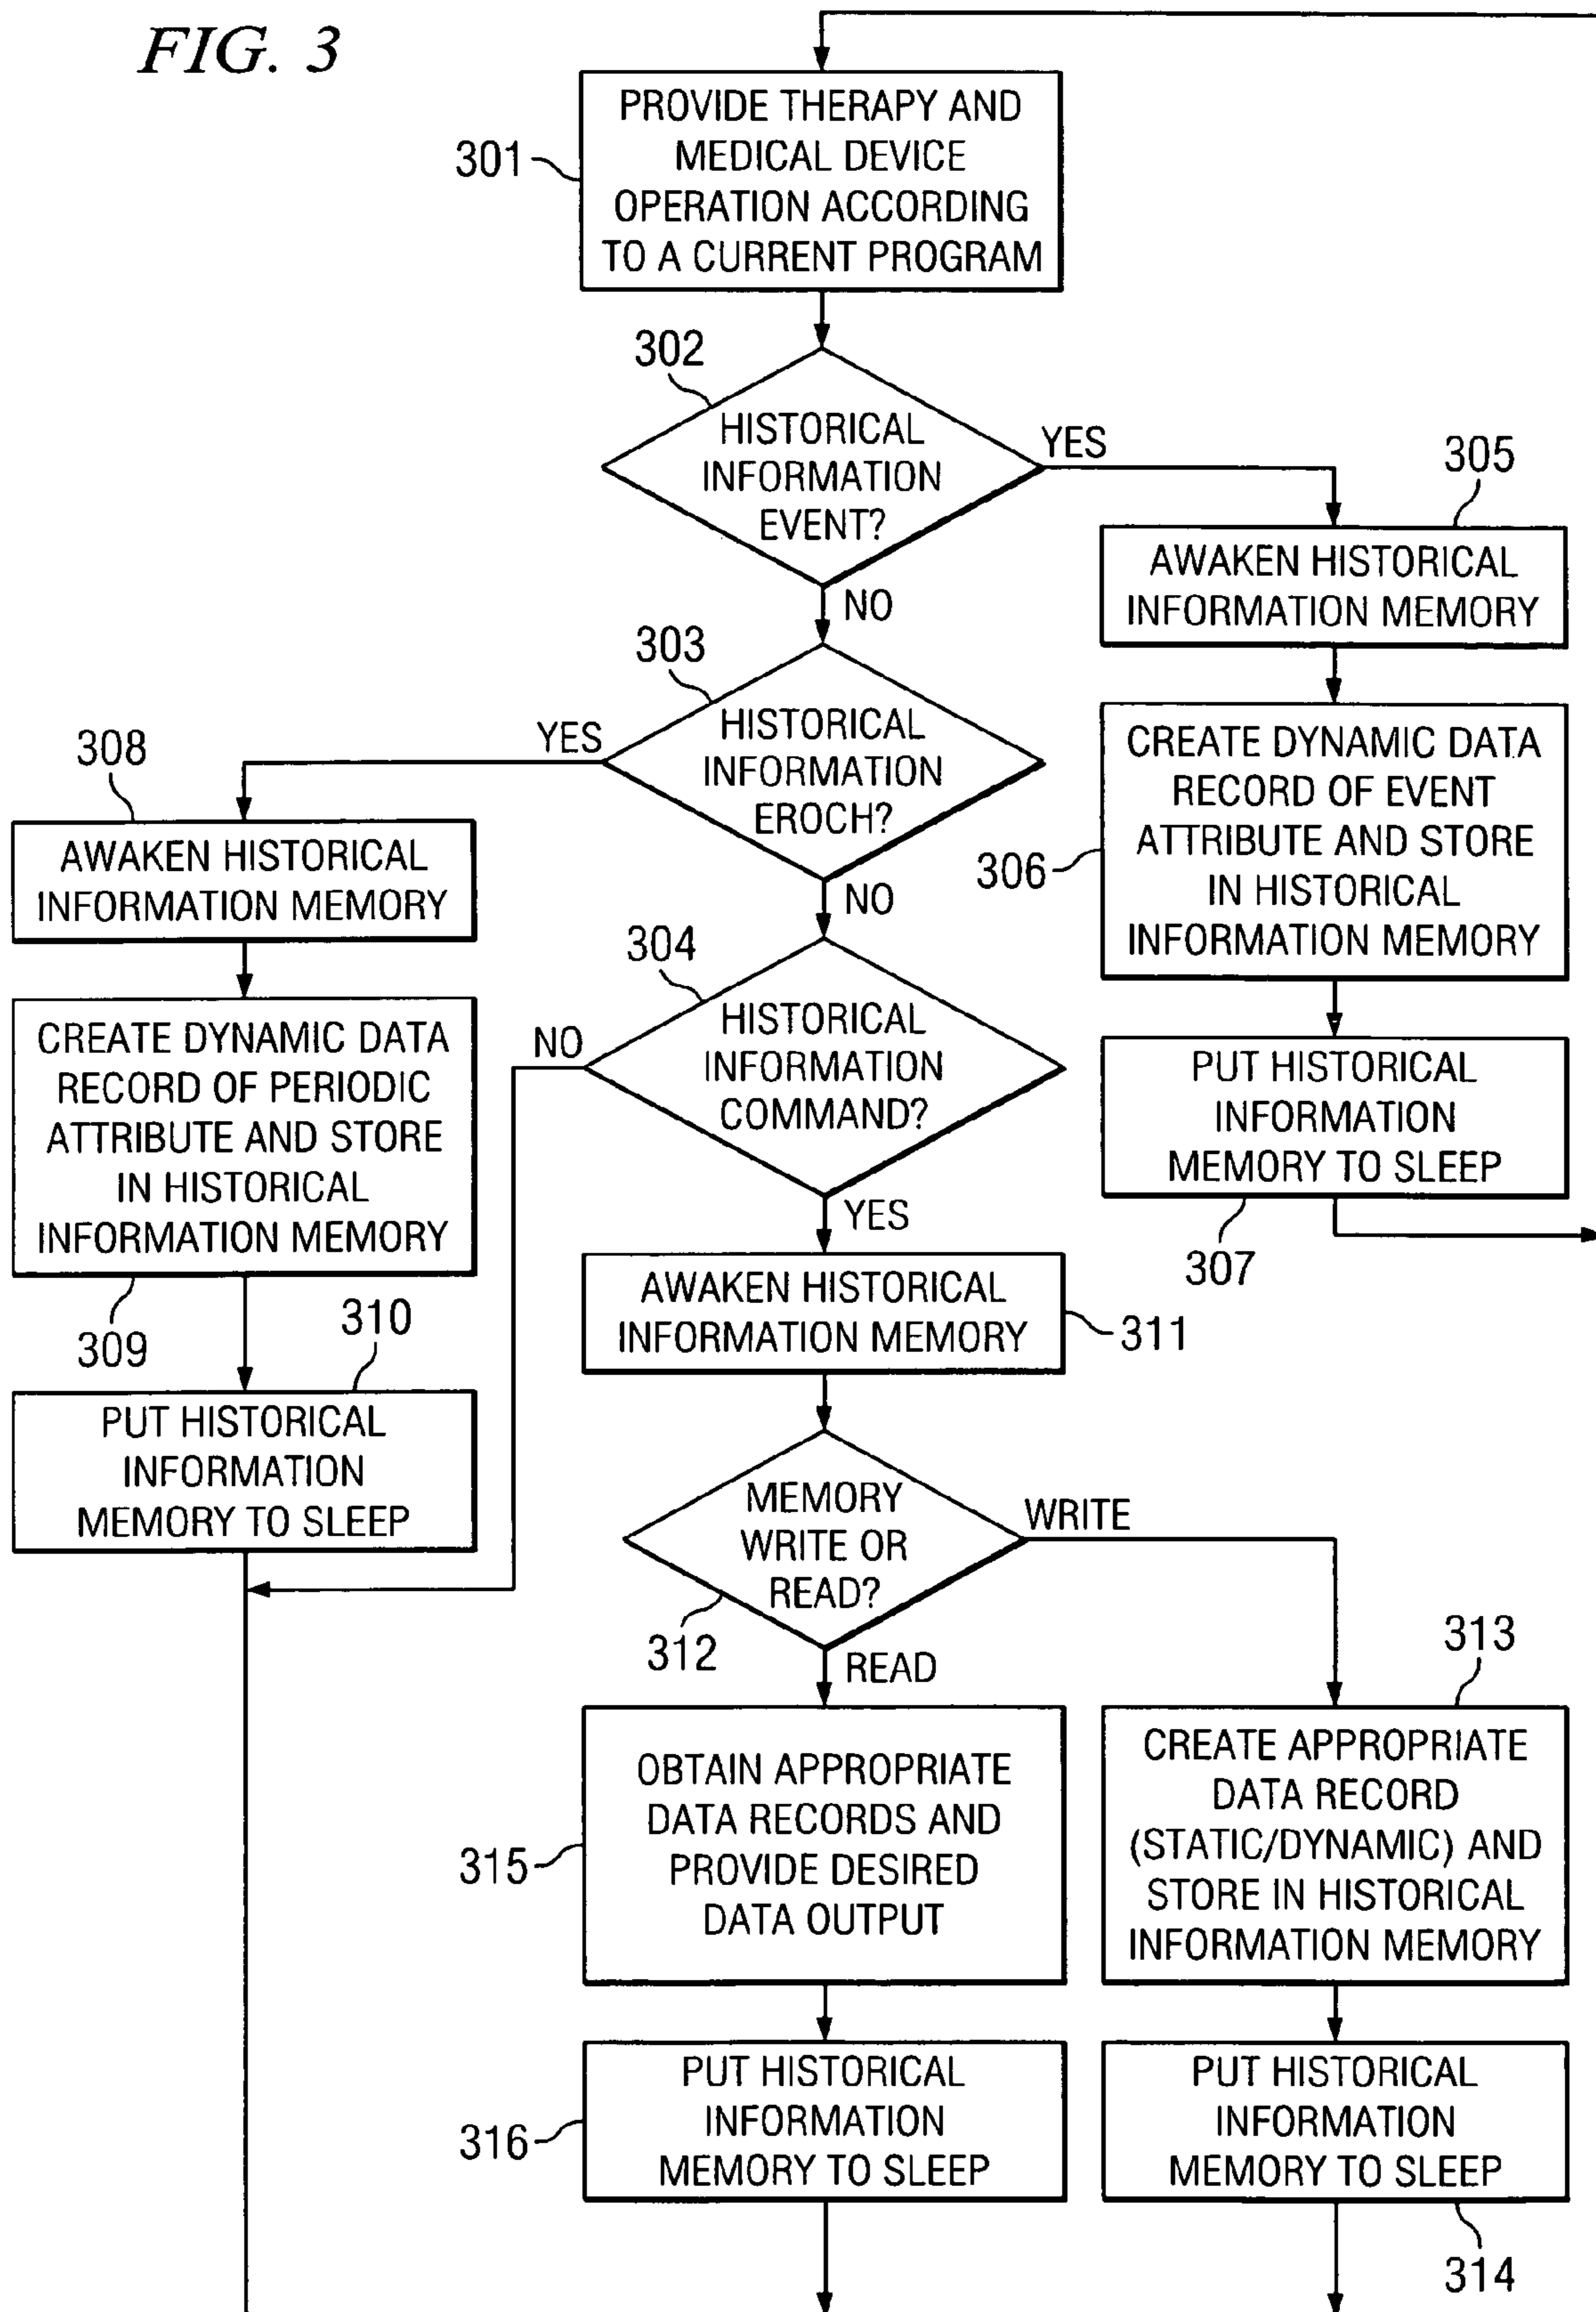 FIG. 3
301
PROVIDE THERAPY AND
MEDICAL DEVICE
OPERATION ACCORDING
TO A CURRENT PROGRAM
302
HISTORICAL
INFORMATION
EVENT?
YES
NO
305
AWAKEN HISTORICAL
INFORMATION MEMORY
306
CREATE DYNAMIC DATA
RECORD OF EVENT
ATTRIBUTE AND STORE
IN HISTORICAL
INFORMATION MEMORY
PUT HISTORICAL
INFORMATION
MEMORY TO SLEEP
307
303
HISTORICAL
INFORMATION
EROCH?
YES
NO
308
AWAKEN HISTORICAL
INFORMATION MEMORY
CREATE DYNAMIC DATA
RECORD OF PERIODIC
ATTRIBUTE AND STORE
IN HISTORICAL
INFORMATION MEMORY
309
310
PUT HISTORICAL
INFORMATION
MEMORY TO SLEEP
304
HISTORICAL
INFORMATION
COMMAND?
NO
YES
AWAKEN HISTORICAL
INFORMATION MEMORY
311
MEMORY
WRITE OR
READ?
312
WRITE
READ
313
CREATE APPROPRIATE
DATA RECORD
(STATIC/DYNAMIC) AND
STORE IN HISTORICAL
INFORMATION MEMORY
PUT HISTORICAL
INFORMATION
MEMORY TO SLEEP
314
315
OBTAIN APPROPRIATE
DATA RECORDS AND
PROVIDE DESIRED
DATA OUTPUT
316
PUT HISTORICAL
INFORMATION
MEMORY TO SLEEP